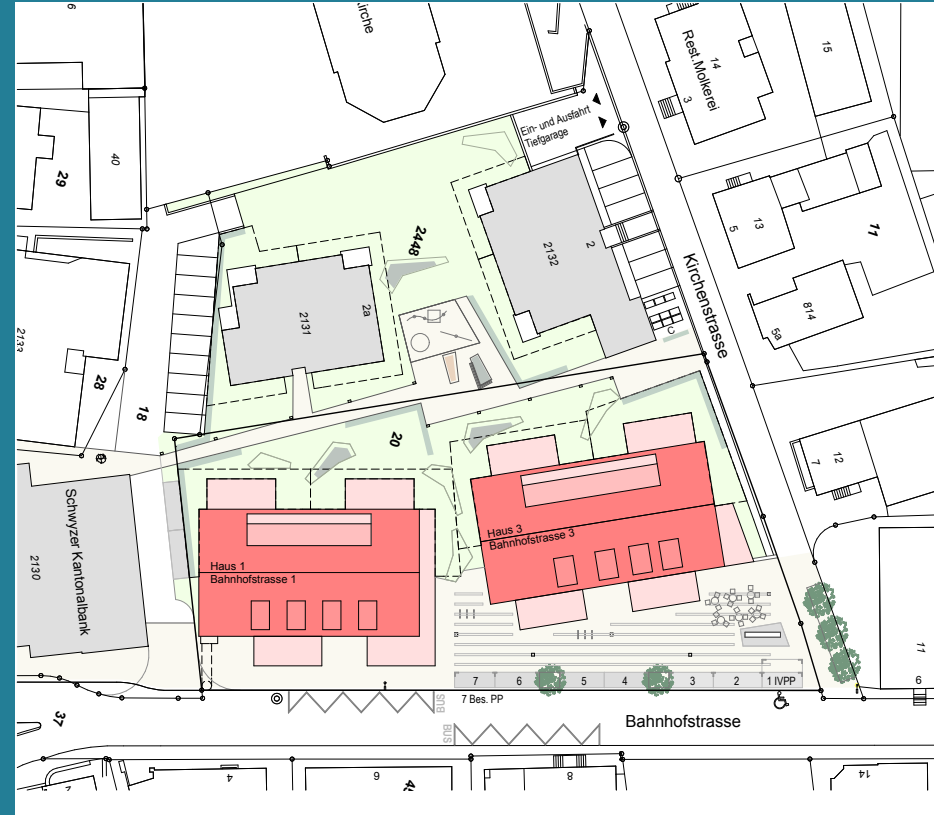 6
Kirche
Rest.Molkerei
14
3
15
Ein- und Ausfahrt
Tiefgarage
40
29
2448
2
2132
2a
2131
13
5
11
814
5a
Kirchenstrasse
C
2133
28
18
20
12
7
Schwyzer Kantonalbank
2130
Haus 3
Bahnhofstrasse 3
Haus 1
Bahnhofstrasse 1
11
6
7
6
5
4
3
2
1 IVPP
7 Bes. PP
BUS
BUS
Bahnhofstrasse
37
4
6
8
14